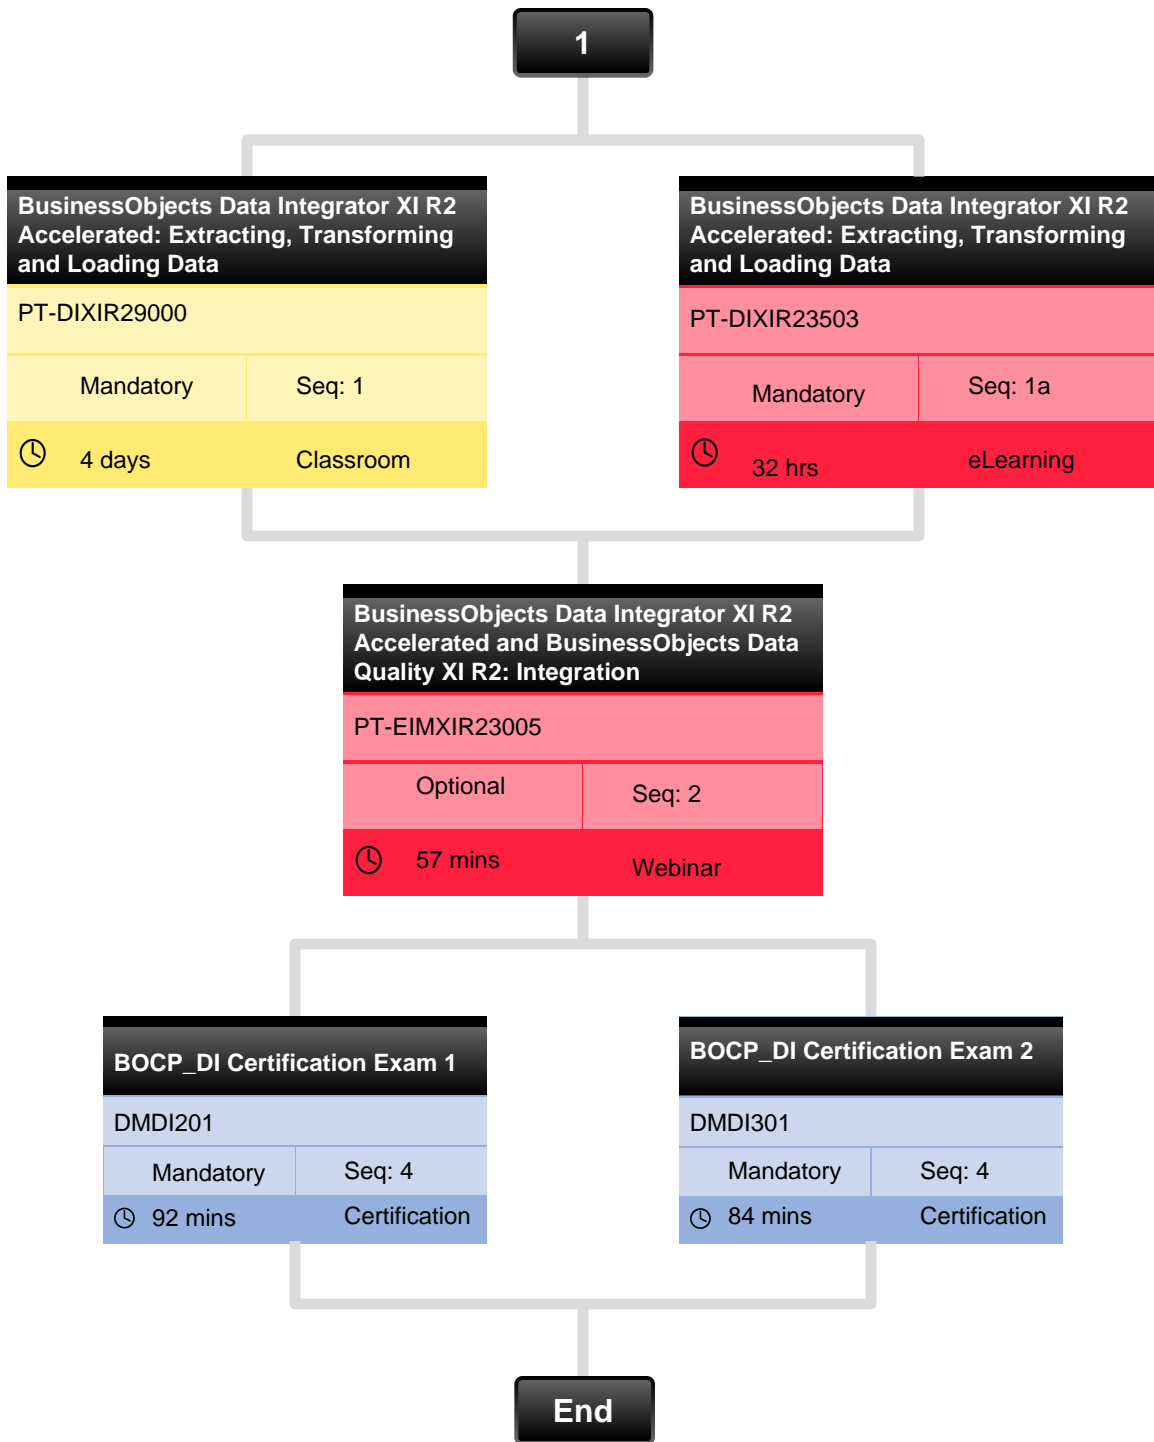 1
BusinessObjects Data Integrator XI R2
Accelerated: Extracting, Transforming
and Loading Data
PT-DIXIR29000
Mandatory Seq: 1
4 days Classroom
BusinessObjects Data Integrator XI R2
Accelerated: Extracting, Transforming
and Loading Data
PT-DIXIR23503
Mandatory Seq: 1a
32 hrs eLearning
BusinessObjects Data Integrator XI R2
Accelerated and BusinessObjects Data
Quality XI R2: Integration
PT-EIMXIR23005
Optional Seq: 2
57 mins Webinar
BOCP_DI Certification Exam 1
DMDI201
Mandatory Seq: 4
92 mins Certification
BOCP_DI Certification Exam 2
DMDI301
Mandatory Seq: 4
84 mins Certification
End